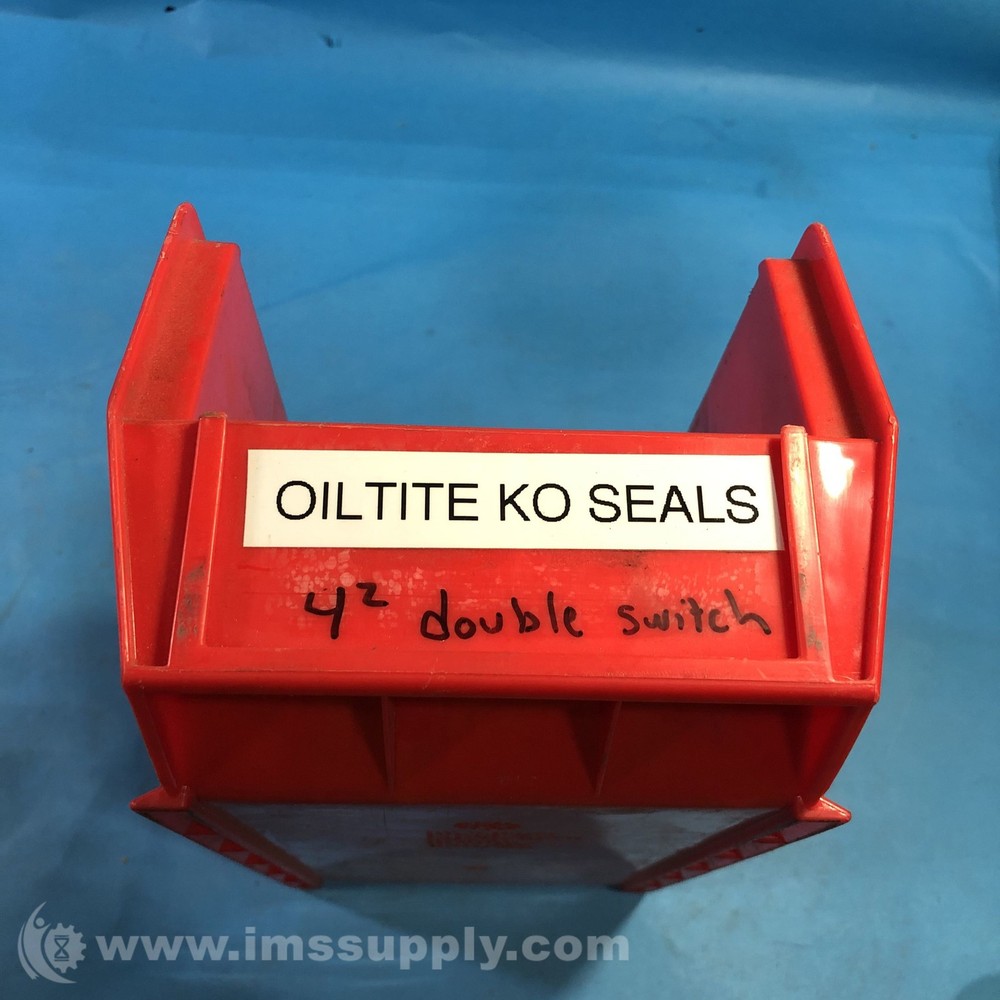 OILTITE KO SEALS
4² double switch
www.imssupply.com